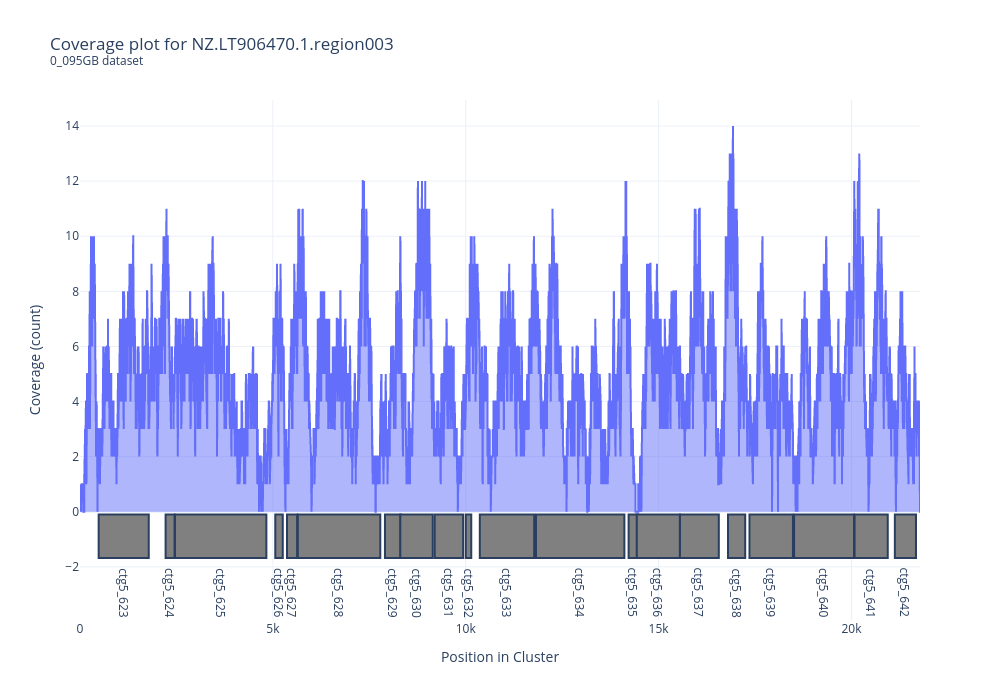 Coverage plot for NZ.LT906470.1.region003
0_095GB dataset
Coverage (count)
14
12
10
8
6
4
2
0
−2
ctg5_623
ctg5_624
ctg5_625
ctg5_626
ctg5_627
ctg5_628
ctg5_629
ctg5_630
ctg5_631
ctg5_632
ctg5_633
ctg5_634
ctg5_635
ctg5_636
ctg5_637
ctg5_638
ctg5_639
ctg5_640
ctg5_641
ctg5_642
0 5k 10k 15k 20k
Position in Cluster